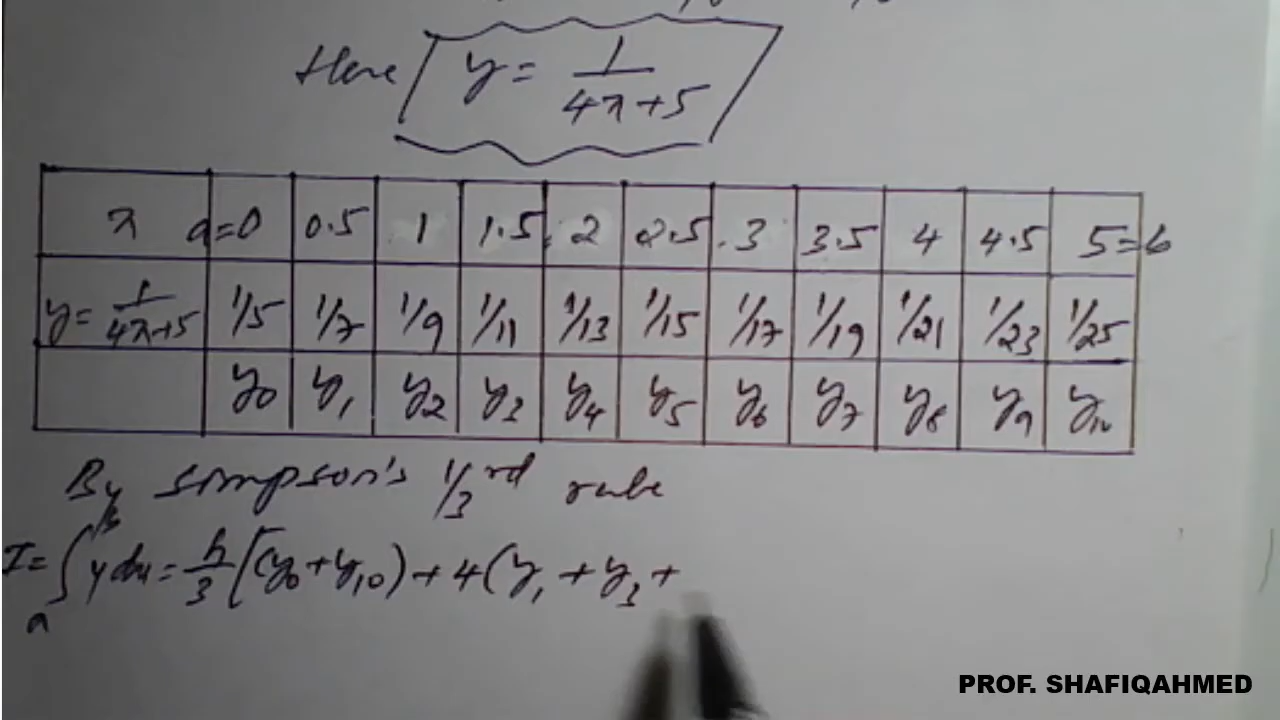 Here y = 1/(4x+5)
x a=0 0.5 1 1.5 2 2.5 3 3.5 4 4.5 5=b
y = 1/(4x+5) 1/5 1/7 1/9 1/11 1/13 1/15 1/17 1/19 1/21 1/23 1/25
y0 y1 y2 y3 y4 y5 y6 y7 y8 y9 y10
By simpson's 1/3 rd rule
I = ∫ₐᵇ y dx = h/3 [(y0 + y10) + 4(y1 + y3 +
PROF. SHAFIQAHMED